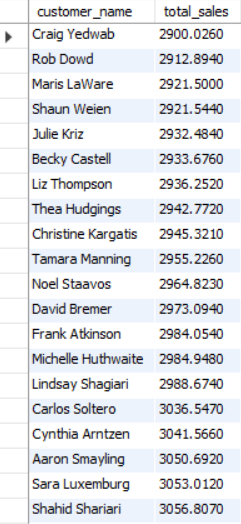 customer_name total_sales
Craig Yedwab 2900.0260
Rob Dowd 2912.8940
Maris LaWare 2921.5000
Shaun Weien 2921.5440
Julie Kriz 2932.4840
Becky Castell 2933.6760
Liz Thompson 2936.2520
Thea Hudgings 2942.7720
Christine Kargatis 2945.3210
Tamara Manning 2955.2260
Noel Staavos 2964.8230
David Bremer 2973.0940
Frank Atkinson 2984.0540
Michelle Huthwaite 2984.9480
Lindsay Shagiari 2988.6740
Carlos Soltero 3036.5470
Cynthia Arntzen 3041.5660
Aaron Smayling 3050.6920
Sara Luxemburg 3053.0120
Shahid Shariari 3056.8070